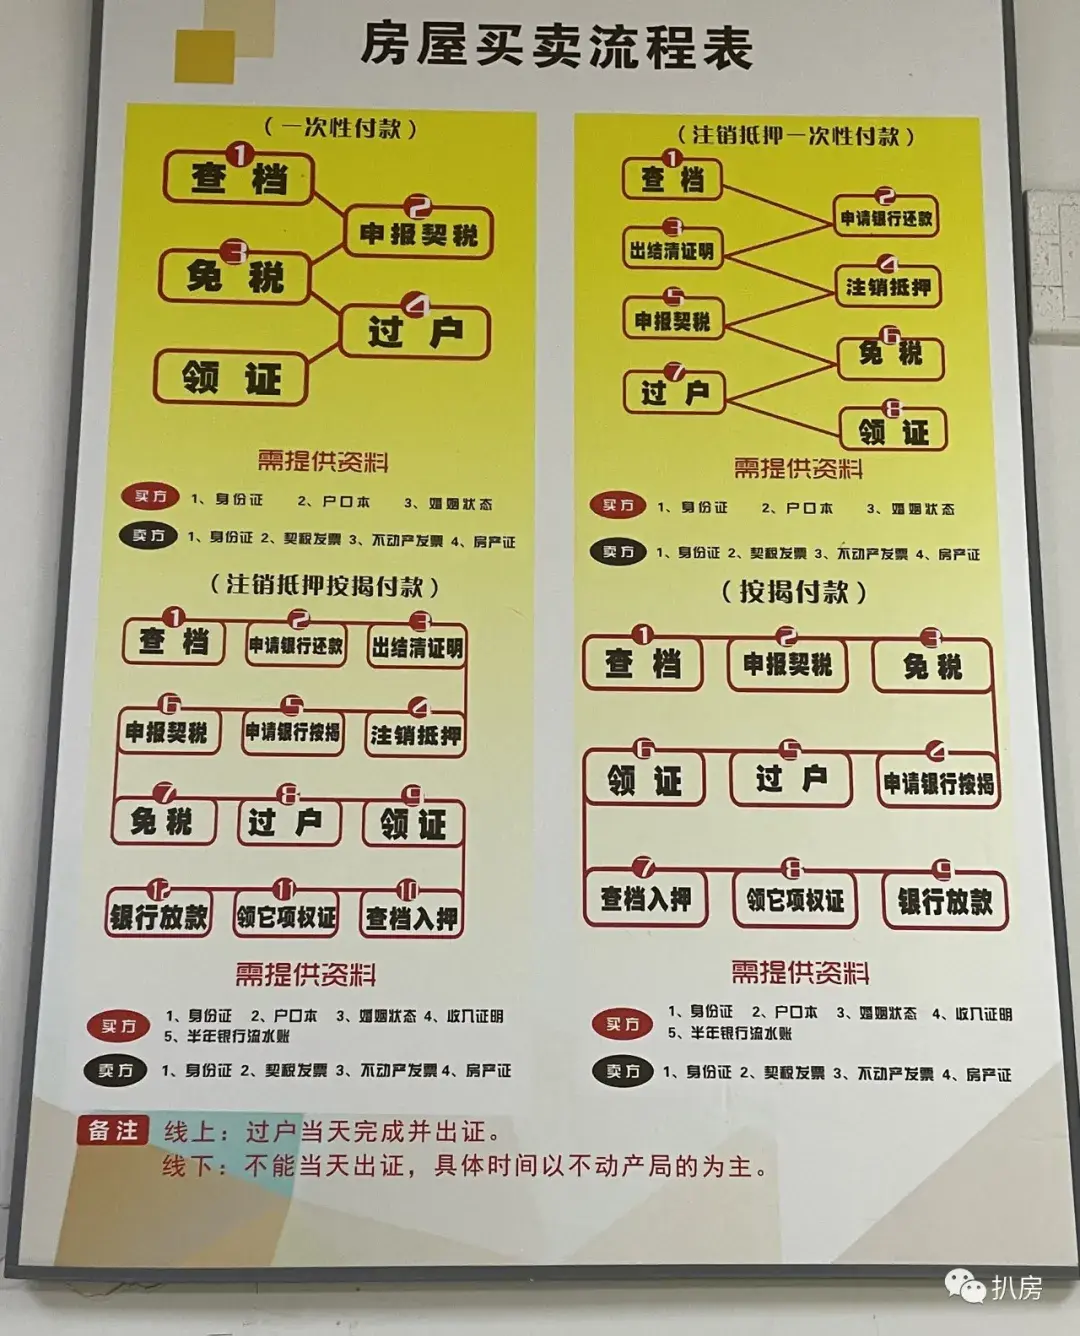 房屋买卖流程表
（一次性付款）
1
查档
2
申报契税
3
免税
4
过户
领证
需提供资料
买方 1、身份证 2、户口本 3、婚姻状态
卖方 1、身份证 2、契税发票 3、不动产发票 4、房产证
（注销抵押一次性付款）
1
查档
2
申请银行还款
3
出结清证明
4
注销抵押
5
申报契税
6
免税
7
过户
8
领证
需提供资料
买方 1、身份证 2、户口本 3、婚姻状态
卖方 1、身份证 2、契税发票 3、不动产发票 4、房产证
（注销抵押按揭付款）
1 2 3
查档 申请银行还款 出结清证明
6 5 4
申报契税 申请银行按揭 注销抵押
7 8 9
免税 过户 领证
12 11 10
银行放款 领它项权证 查档入押
需提供资料
买方 1、身份证 2、户口本 3、婚姻状态 4、收入证明
5、半年银行流水账
卖方 1、身份证 2、契税发票 3、不动产发票 4、房产证
（按揭付款）
1 2 3
查档 申报契税 免税
6 5 4
领证 过户 申请银行按揭
7 8 9
查档入押 领它项权证 银行放款
需提供资料
买方 1、身份证 2、户口本 3、婚姻状态 4、收入证明
5、半年银行流水账
卖方 1、身份证 2、契税发票 3、不动产发票 4、房产证
备注 线上：过户当天完成并出证。
线下：不能当天出证，具体时间以不动产局的为主。
扒房